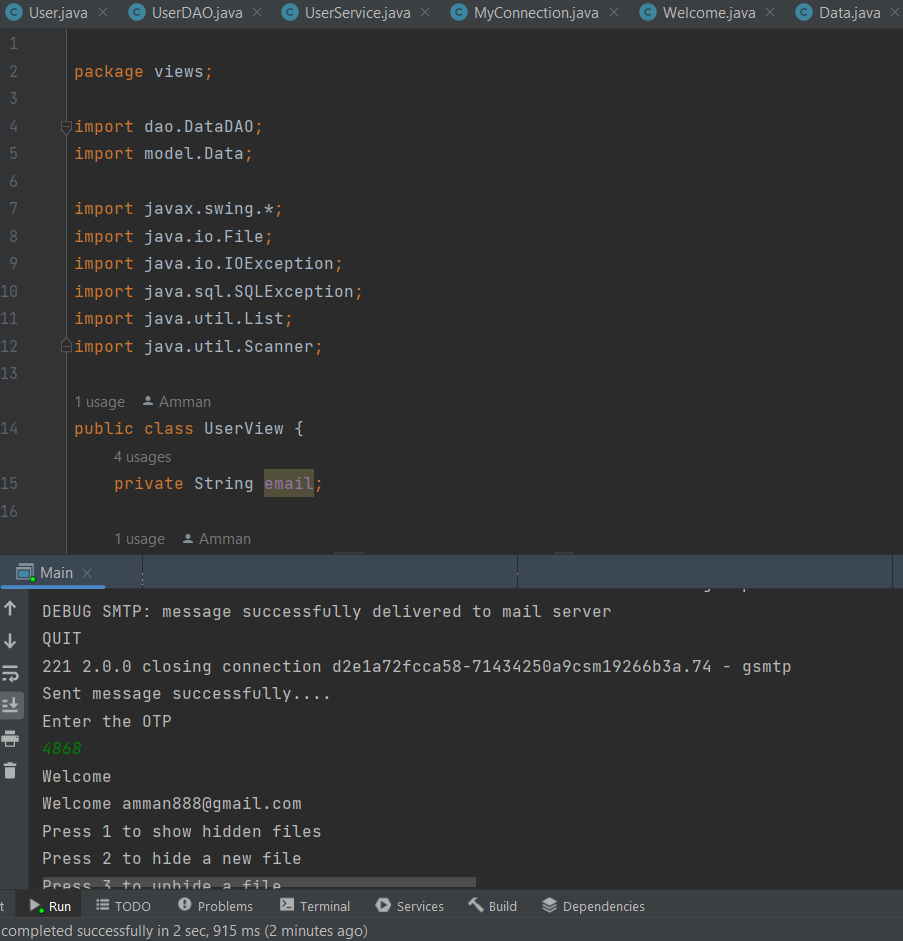 User.java UserDAO.java UserService.java MyConnection.java Welcome.java Data.java
1
2 package views;
3
4 import dao.DataDAO;
5 import model.Data;
6
7 import javax.swing.*;
8 import java.io.File;
9 import java.io.IOException;
10 import java.sql.SQLException;
11 import java.util.List;
12 import java.util.Scanner;
13
1 usage Amman
14 public class UserView {
4 usages
15 private String email;
16
1 usage Amman
Main
DEBUG SMTP: message successfully delivered to mail server
QUIT
221 2.0.0 closing connection d2e1a72fcca58-71434250a9csm19266b3a.74 - gsmtp
Sent message successfully....
Enter the OTP
4868
Welcome
Welcome amman888@gmail.com
Press 1 to show hidden files
Press 2 to hide a new file
Press 3 to unhide a file
t Run TODO Problems Terminal Services Build Dependencies
completed successfully in 2 sec, 915 ms (2 minutes ago)